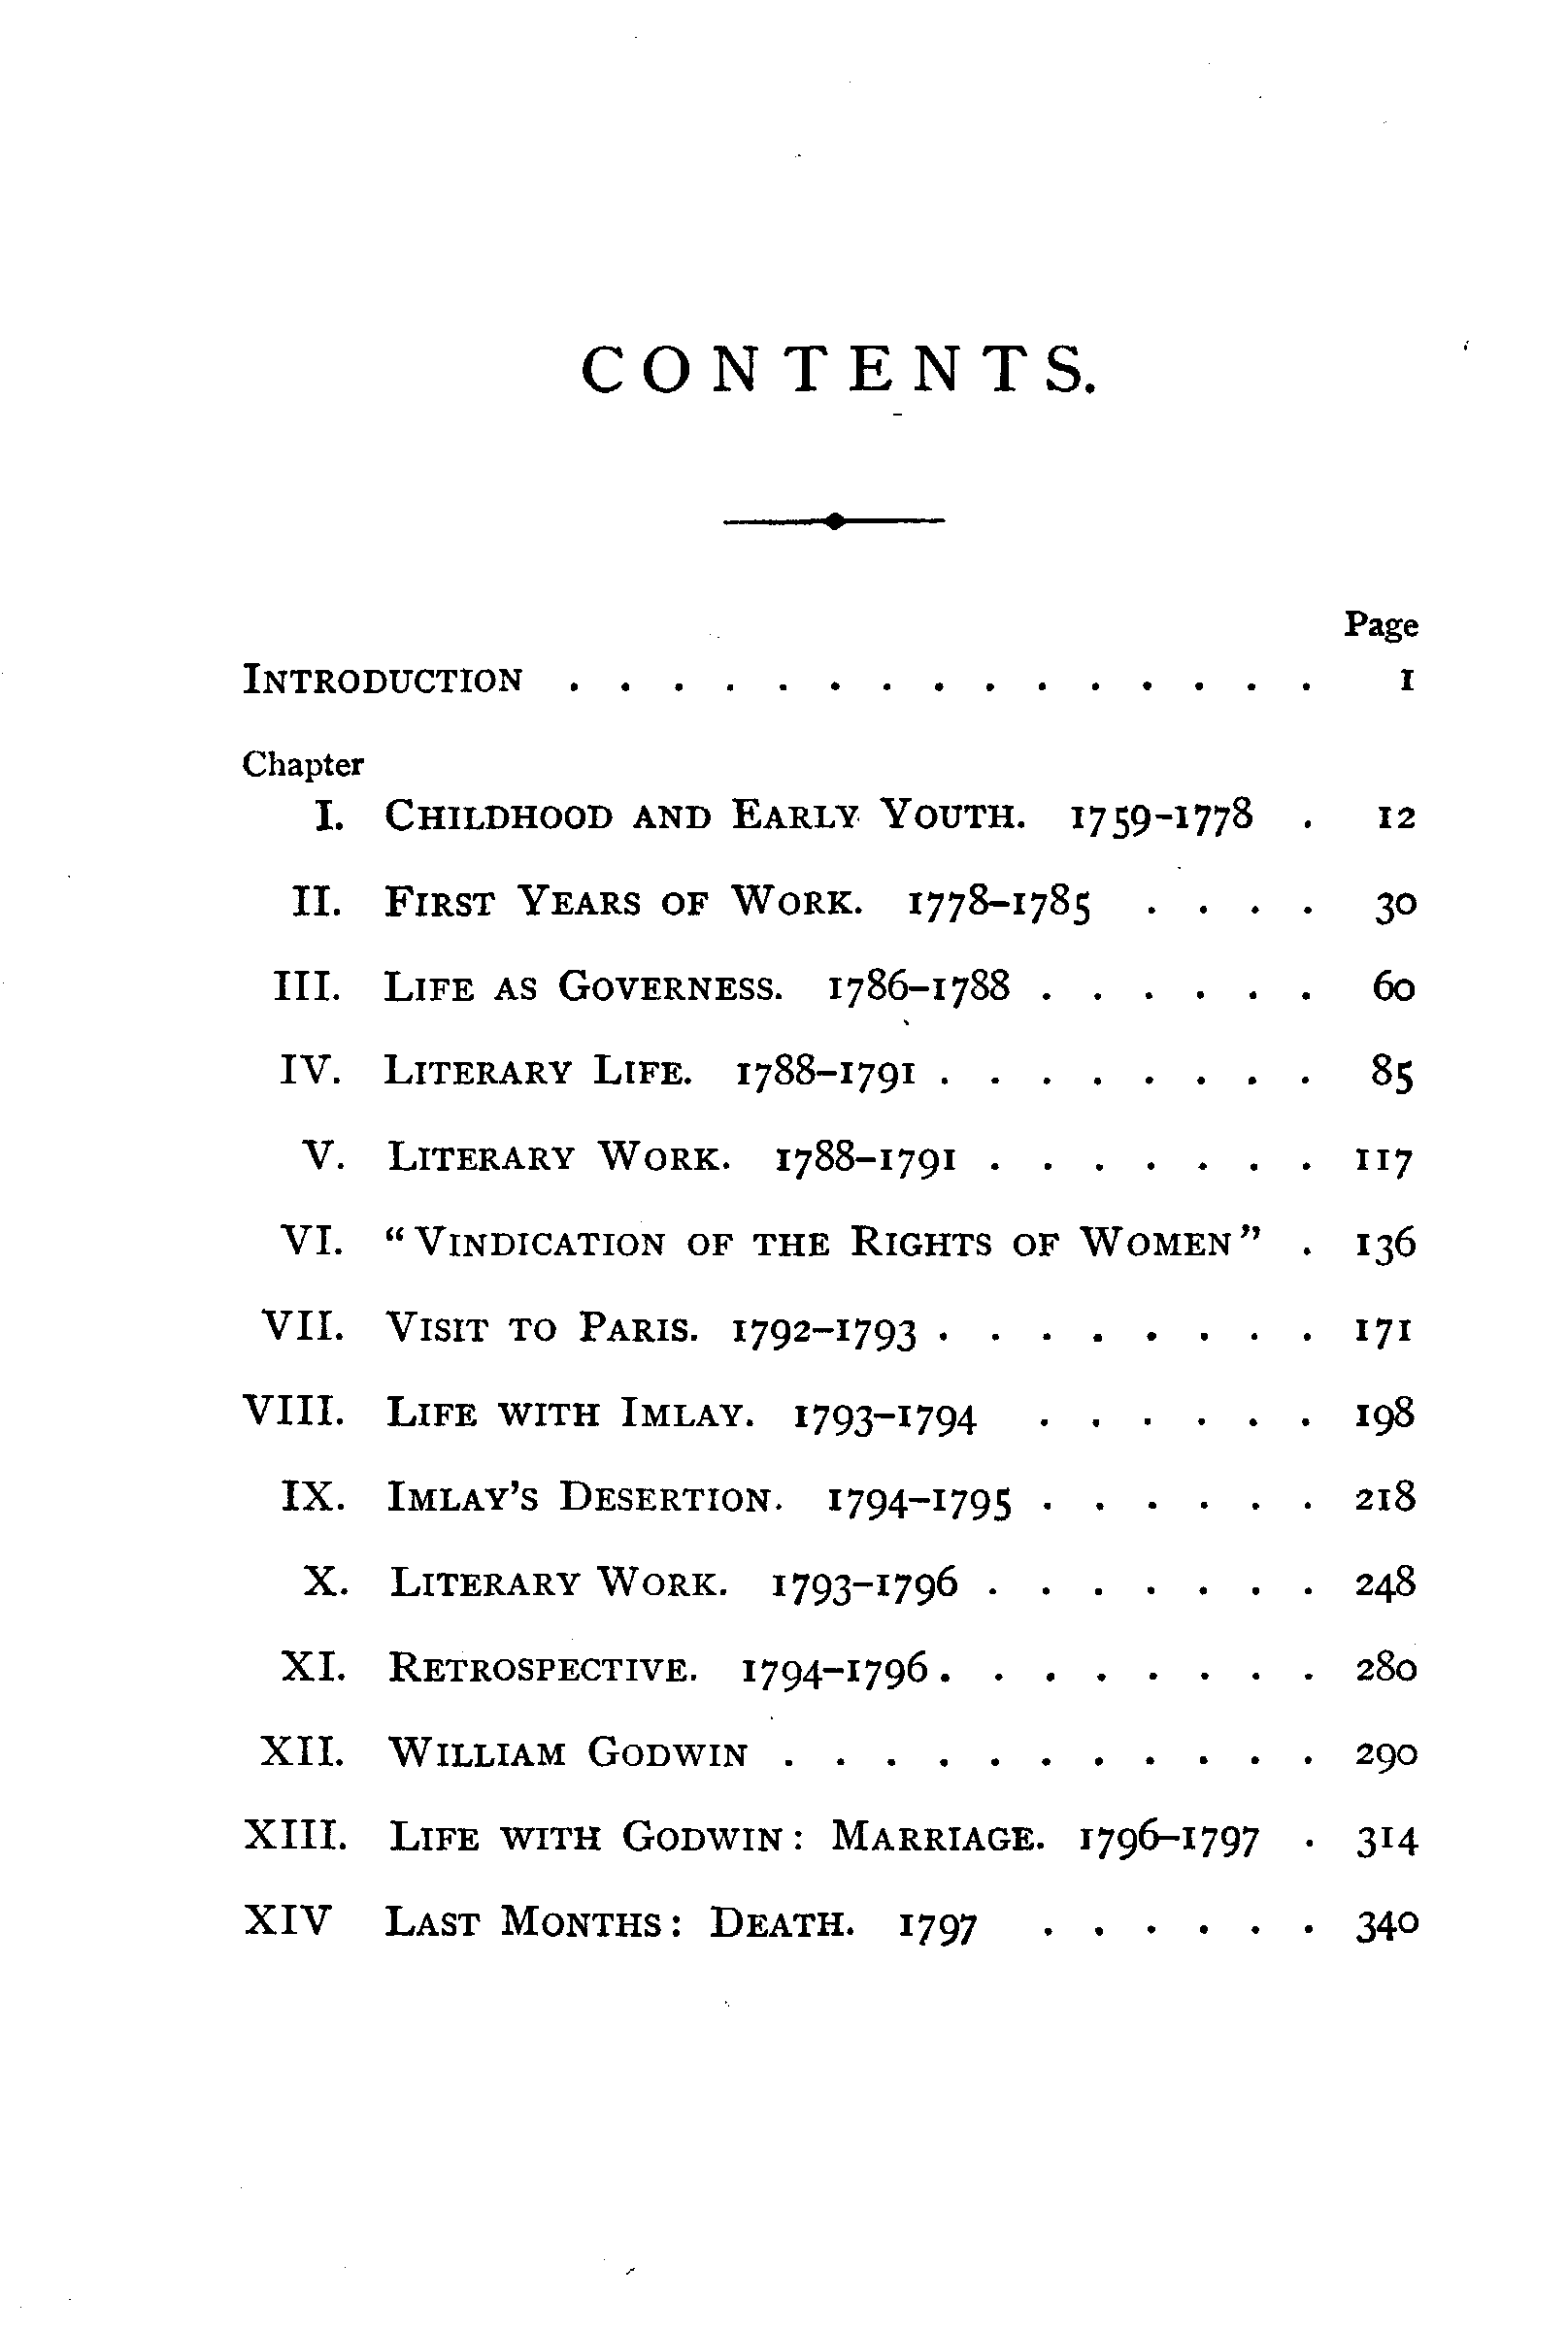 CONTENTS.
Page
INTRODUCTION . . . . . . . . . . . . . . . 1
Chapter
I. CHILDHOOD AND EARLY YOUTH. 1759–1778 . 12
II. FIRST YEARS OF WORK. 1778–1785 . . . . 30
III. LIFE AS GOVERNESS. 1786–1788 . . . . . . 60
IV. LITERARY LIFE. 1788–1791 . . . . . . . . 85
V. LITERARY WORK. 1788–1791 . . . . . . . 117
VI. “VINDICATION OF THE RIGHTS OF WOMEN” . 136
VII. VISIT TO PARIS. 1792–1793 . . . . . . . . 171
VIII. LIFE WITH IMLAY. 1793–1794 . . . . . . 198
IX. IMLAY’S DESERTION. 1794–1795 . . . . . . 218
X. LITERARY WORK. 1793–1796 . . . . . . . 248
XI. RETROSPECTIVE. 1794–1796 . . . . . . . . 280
XII. WILLIAM GODWIN . . . . . . . . . . . 290
XIII. LIFE WITH GODWIN: MARRIAGE. 1796–1797 . 314
XIV LAST MONTHS: DEATH. 1797 . . . . . . 340